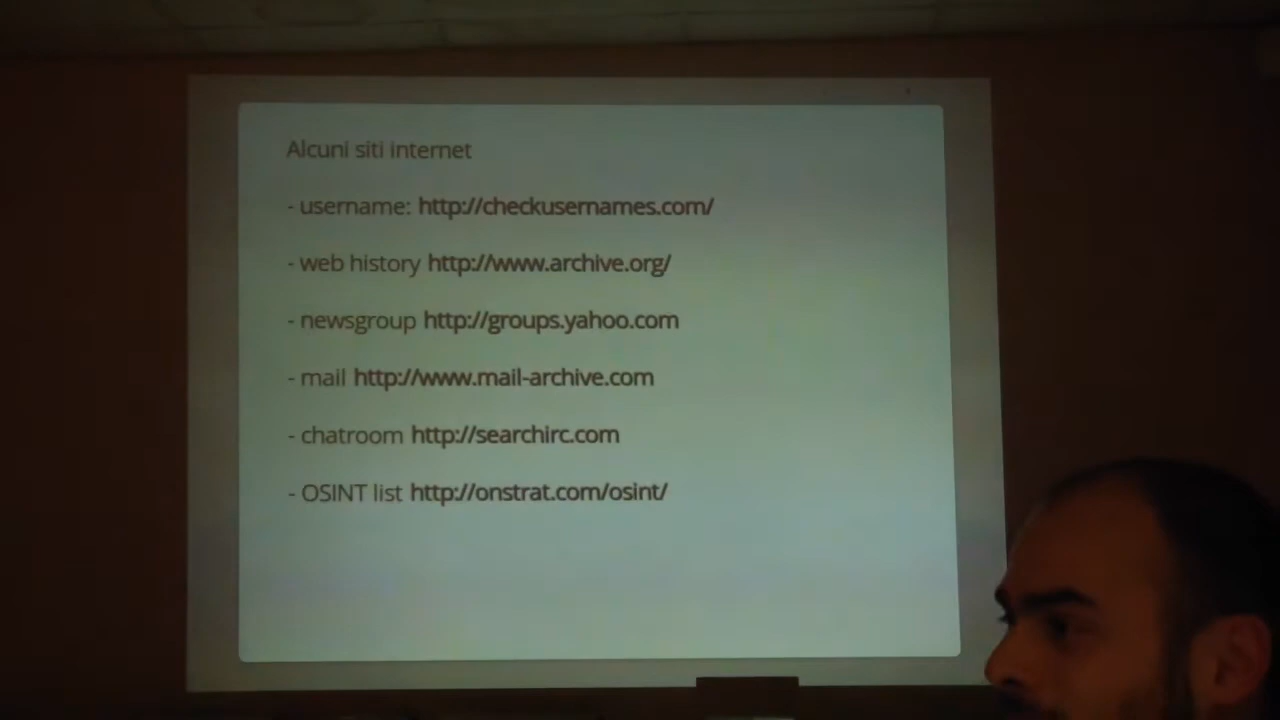 Alcuni siti internet
- username: http://checkusernames.com/
- web history http://www.archive.org/
- newsgroup http://groups.yahoo.com
- mail http://www.mail-archive.com
- chatroom http://searchirc.com
- OSINT list http://onstrat.com/osint/